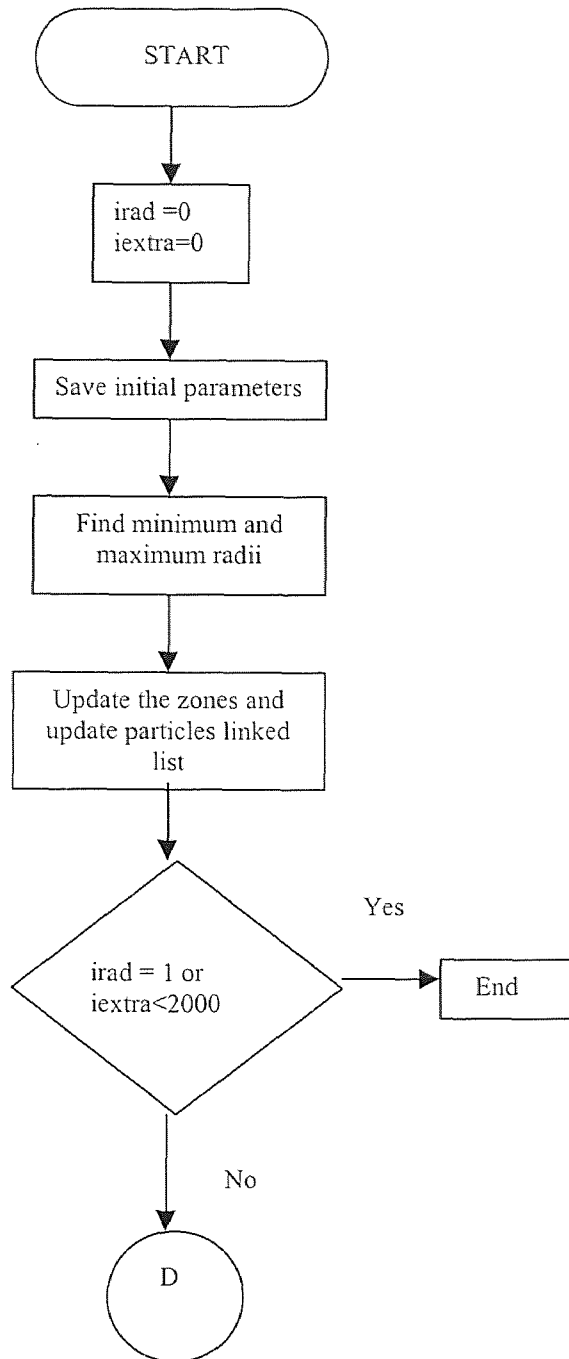 START
irad =0
iextra=0
Save initial parameters
Find minimum and
maximum radii
Update the zones and
update particles linked
list
Yes
irad = 1 or
iextra<2000
End
No
D